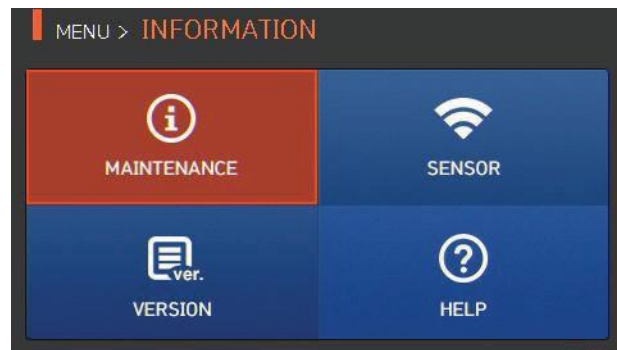 MENU > INFORMATION
MAINTENANCE
SENSOR
ver.
VERSION
HELP